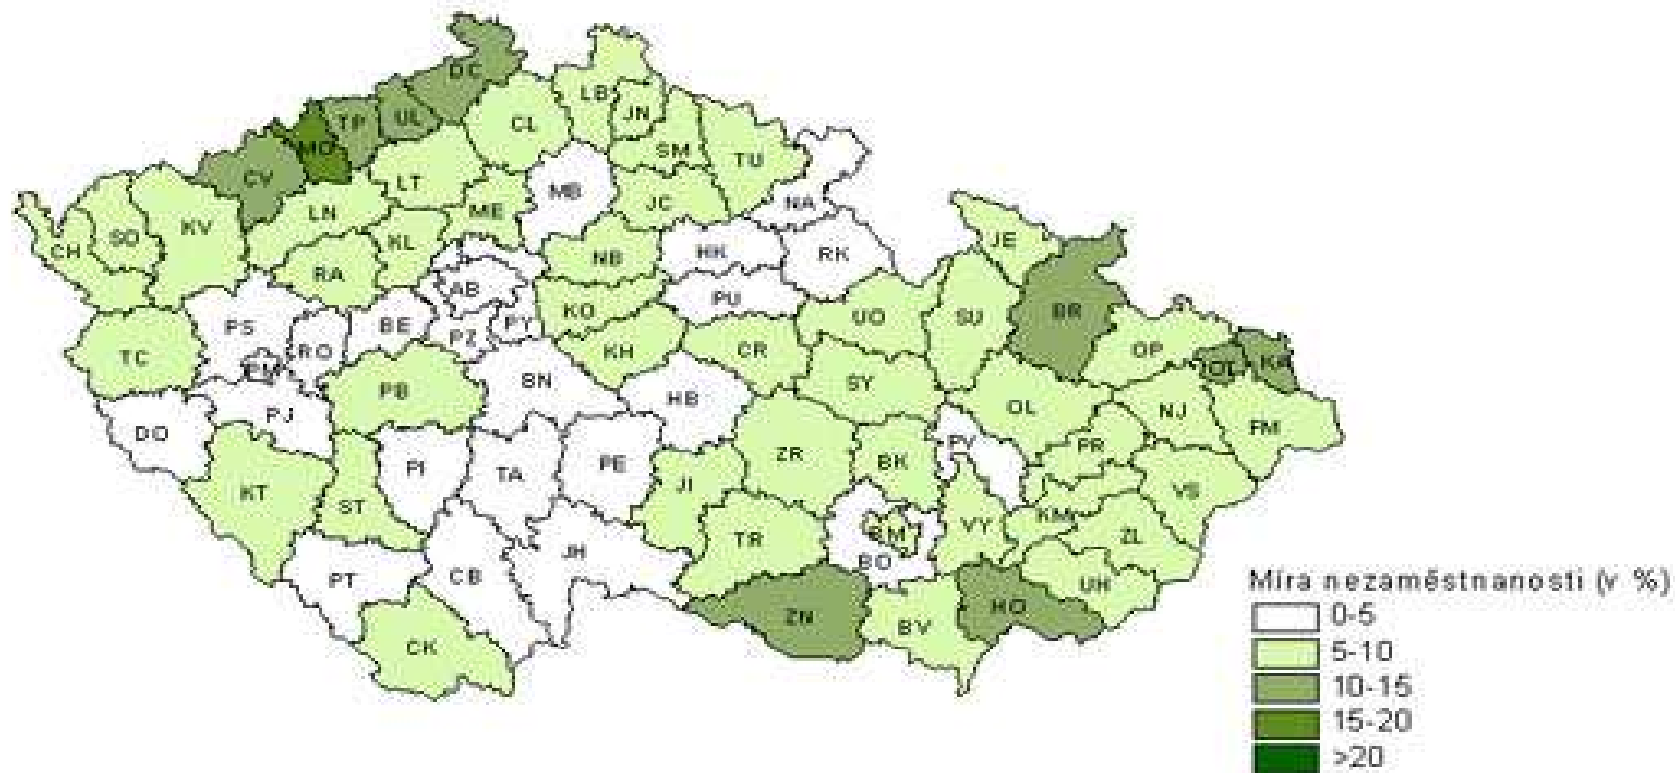 DC
LB
JN
TP
UL
CL
MO
SM
TU
CV
LT
MB
LN
ME
JC
NA
SO
KV
KL
CH
RA
NB
HK
RK
JE
AB
KO
PU
PS
BE
PZ
PY
UO
SU
BR
TC
RO
KH
CR
OP
PM
PB
BN
SY
KA
PJ
HB
OL
NJ
DO
FM
PI
TA
PE
ZR
BK
PV
PR
KT
ST
JI
VS
TR
BM
BO
VY
KM
ZL
PT
CB
JH
UH
ZN
HO
BV
CK
Míra nezaměstnanosti (v %)
0-5
5-10
10-15
15-20
>20